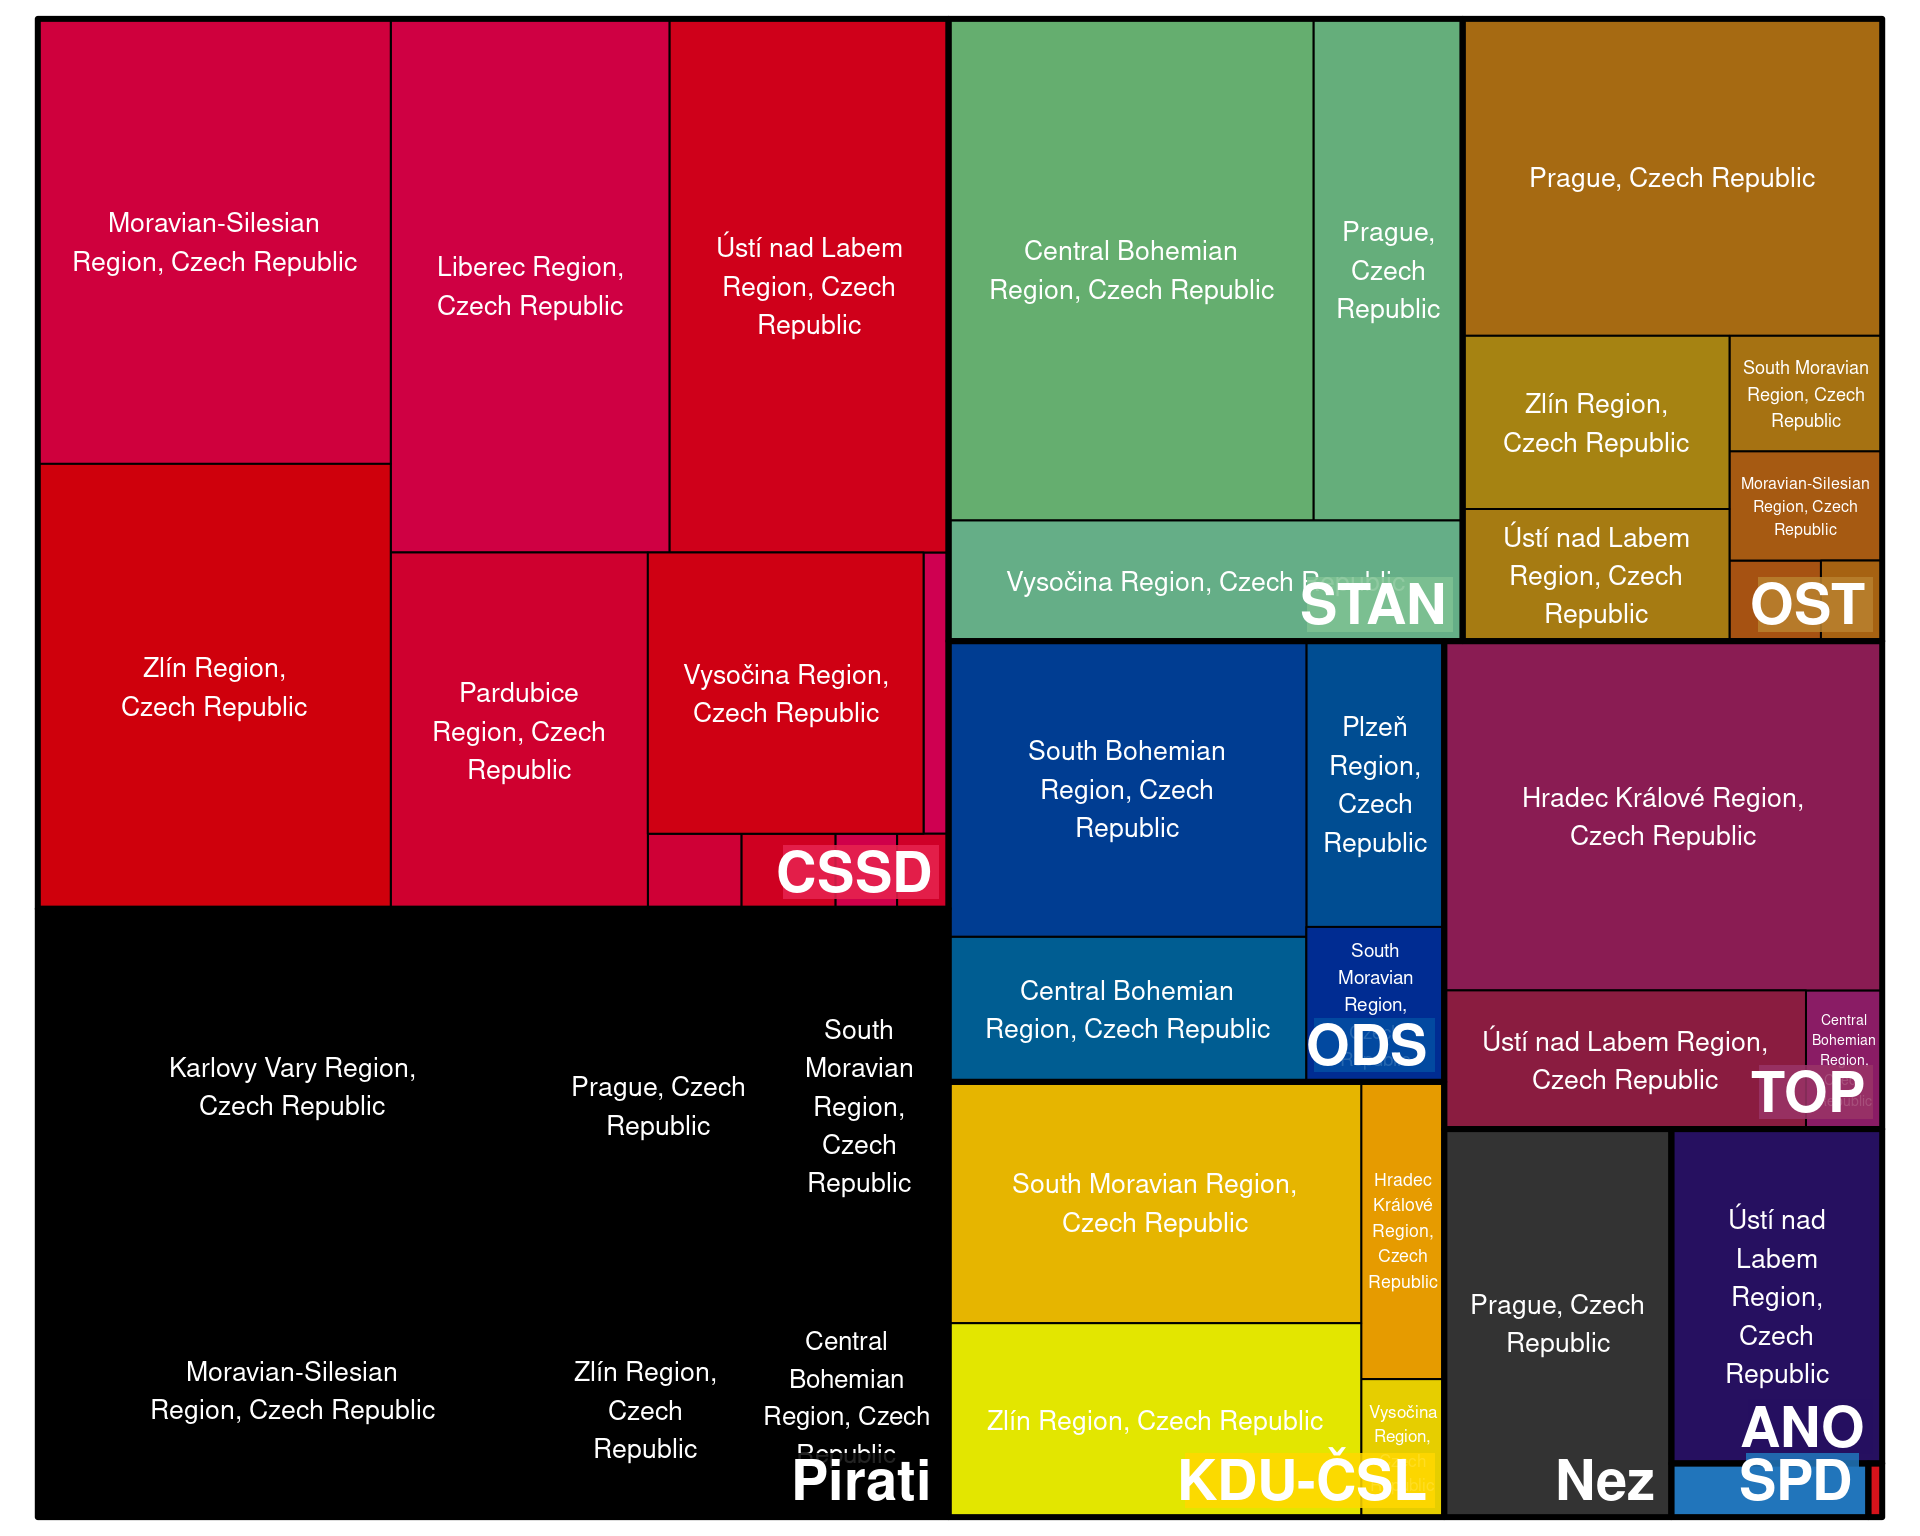 Moravian-Silesian
Region, Czech Republic
Liberec Region,
Czech Republic
Ústí nad Labem
Region, Czech
Republic
Zlín Region,
Czech Republic
Pardubice
Region, Czech
Republic
Vysočina Region,
Czech Republic
CSSD
Central Bohemian
Region, Czech Republic
Prague,
Czech
Republic
Vysočina Region, Czech Republic
STAN
Prague, Czech Republic
Zlín Region,
Czech Republic
South Moravian
Region, Czech
Republic
Moravian-Silesian
Region, Czech
Republic
Ústí nad Labem
Region, Czech
Republic
OST
South Bohemian
Region, Czech
Republic
Plzeň
Region,
Czech
Republic
Central Bohemian
Region, Czech Republic
South
Moravian
Region,
ODS
Hradec Králové Region,
Czech Republic
Ústí nad Labem Region,
Czech Republic
Central
Bohemian
Region,
TOP
Karlovy Vary Region,
Czech Republic
Prague, Czech
Republic
South
Moravian
Region,
Czech
Republic
Moravian-Silesian
Region, Czech Republic
Zlín Region,
Czech
Republic
Central
Bohemian
Region, Czech
Republic
Pirati
South Moravian Region,
Czech Republic
Hradec
Králové
Region,
Czech
Republic
Zlín Region, Czech Republic
Vysočina
Region,
KDU-ČSL
Prague, Czech
Republic
Nez
Ústí nad
Labem
Region,
Czech
Republic
ANO
SPD